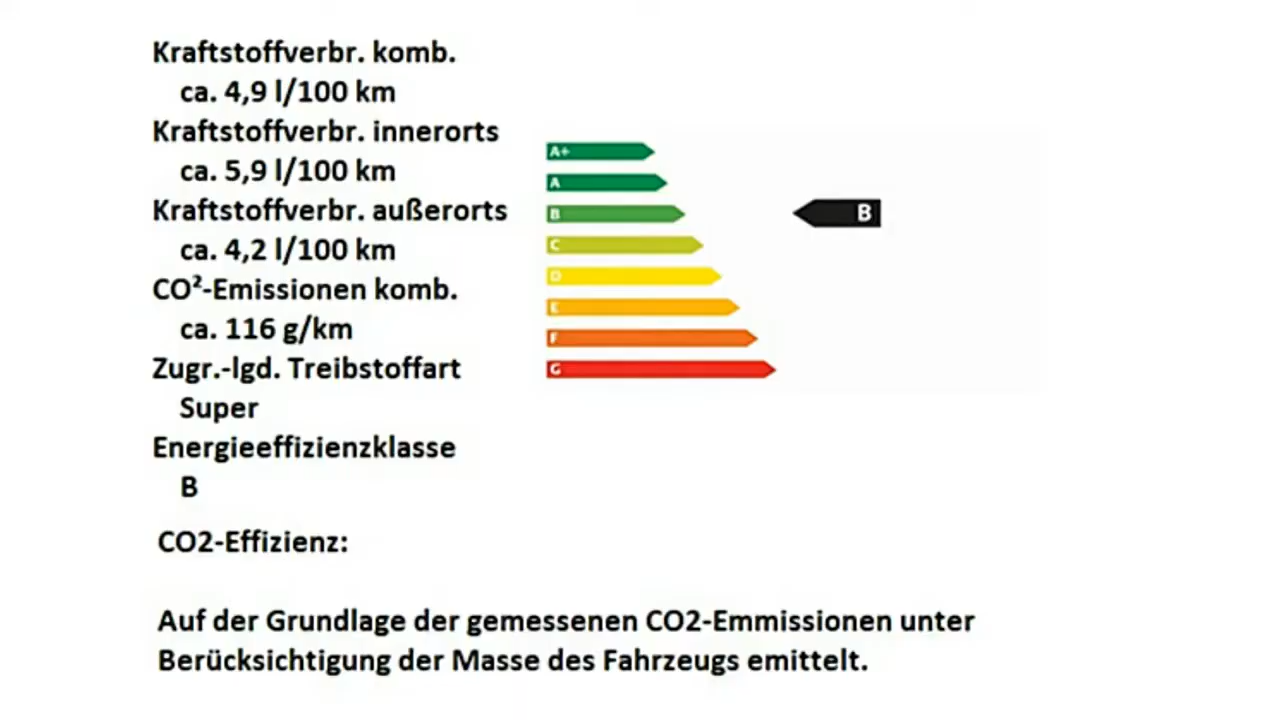 Kraftstoffverbr. komb.
ca. 4,9 l/100 km
Kraftstoffverbr. innerorts
ca. 5,9 l/100 km
Kraftstoffverbr. außerorts
ca. 4,2 l/100 km
CO²-Emissionen komb.
ca. 116 g/km
Zugr.-lgd. Treibstoffart
Super
Energieeffizienzklasse
B
A+
A
B
B
C
D
E
F
G
CO2-Effizienz:
Auf der Grundlage der gemessenen CO2-Emmissionen unter
Berücksichtigung der Masse des Fahrzeugs emittelt.